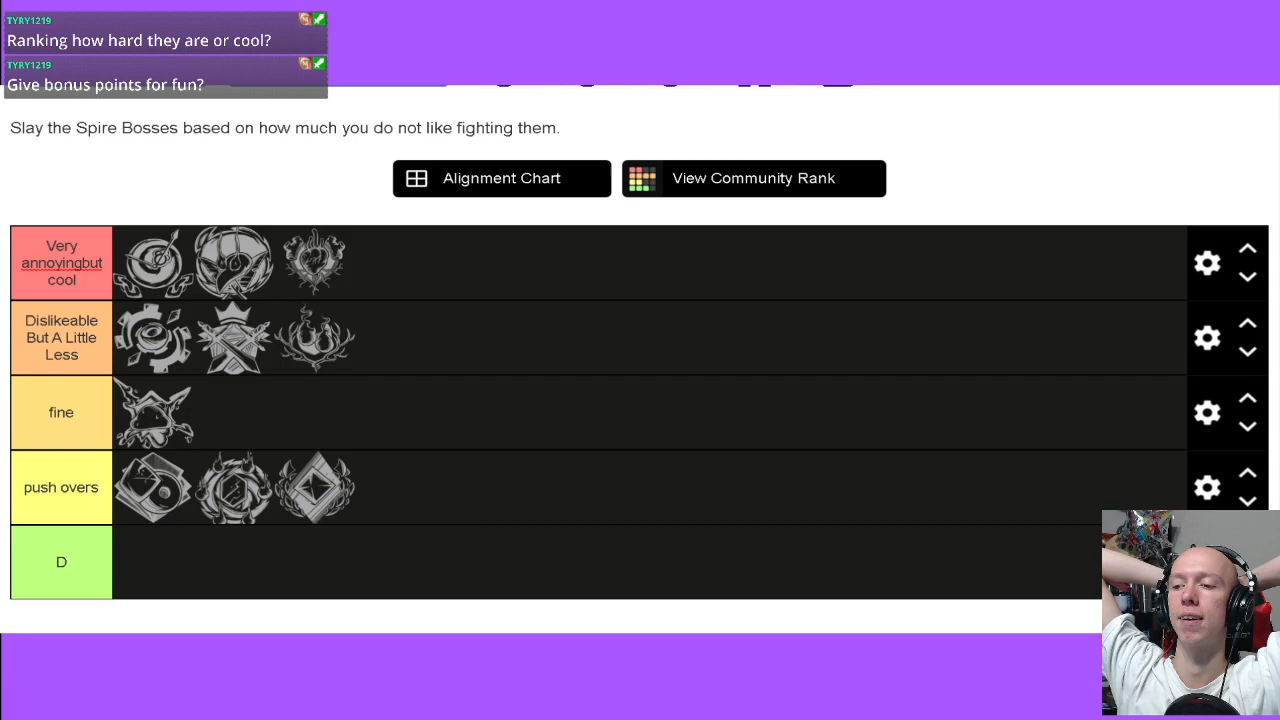 TYRY1219
Ranking how hard they are or cool?
TYRY1219
Give bonus points for fun?
Slay the Spire Bosses based on how much you do not like fighting them.
Alignment Chart
View Community Rank
Very
annoyingbut
cool
Dislikeable
But A Little
Less
fine
push overs
D